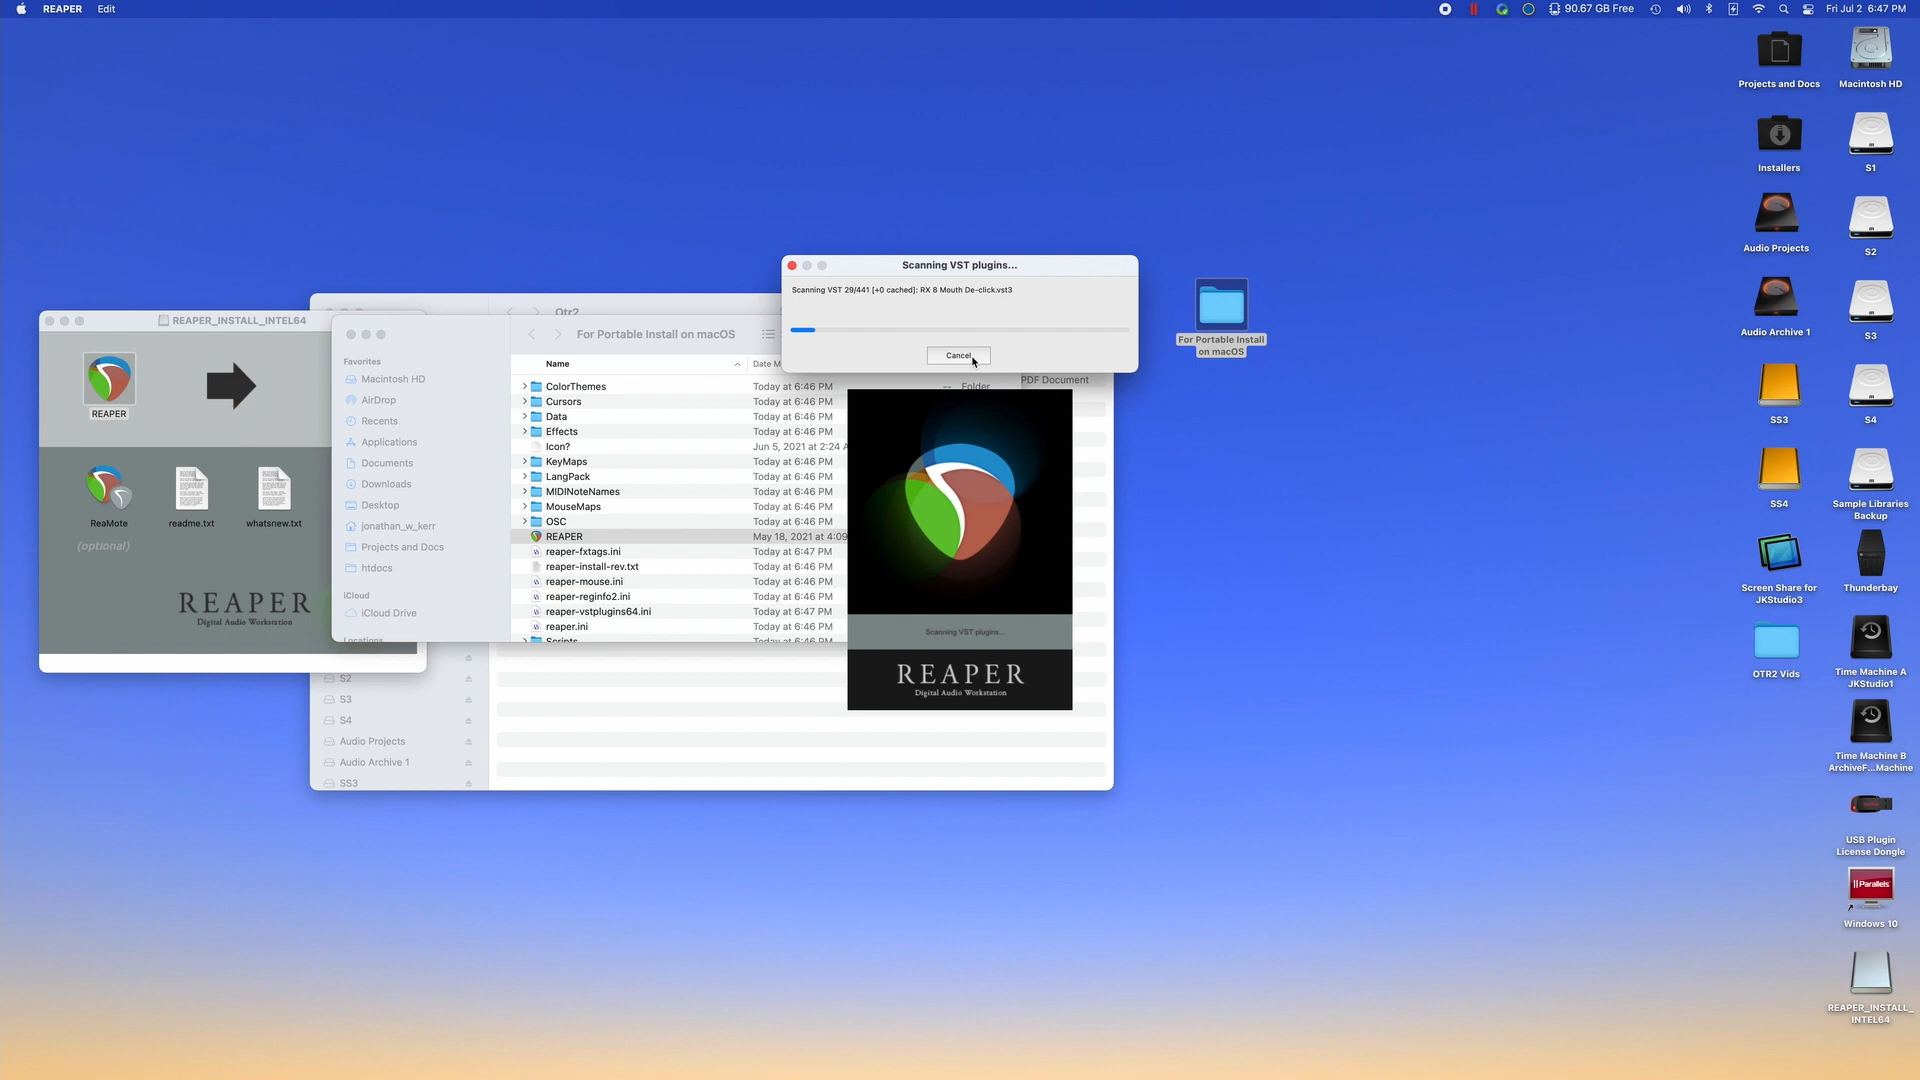 REAPER Edit
90.67 GB Free
Fri Jul 2 6:47 PM
Projects and Docs
Macintosh HD
Installers
S1
Audio Projects
S2
Audio Archive 1
S3
SS3
S4
SS4
Sample Libraries
Backup
Screen Share for
JKStudio3
Thunderbay
OTR2 Vids
Time Machine A
JKStudio1
Time Machine B
ArchiveF...Machine
USB Plugin
License Dongle
|| Parallels
Windows 10
REAPER_INSTALL_
INTEL64
For Portable Install
on macOS
Scanning VST plugins...
Scanning VST 29/441 [+0 cached]: RX 8 Mouth De-click.vst3
Cancel
Otr2
PDF Document
REAPER_INSTALL_INTEL64
REAPER
ReaMote
readme.txt
whatsnew.txt
(optional)
REAPER
Digital Audio Workstation
For Portable Install on macOS
Favorites
Macintosh HD
AirDrop
Recents
Applications
Documents
Downloads
Desktop
jonathan_w_kerr
Projects and Docs
htdocs
iCloud
iCloud Drive
Locations
Name Date M
ColorThemes Today at 6:46 PM -- Folder
Cursors Today at 6:46 PM
Data Today at 6:46 PM
Effects Today at 6:46 PM
Icon? Jun 5, 2021 at 2:24 A
KeyMaps Today at 6:46 PM
LangPack Today at 6:46 PM
MIDINoteNames Today at 6:46 PM
MouseMaps Today at 6:46 PM
OSC Today at 6:46 PM
REAPER May 18, 2021 at 4:09
reaper-fxtags.ini Today at 6:47 PM
reaper-install-rev.txt Today at 6:46 PM
reaper-mouse.ini Today at 6:46 PM
reaper-reginfo2.ini Today at 6:46 PM
reaper-vstplugins64.ini Today at 6:47 PM
reaper.ini Today at 6:46 PM
Scripts Today at 6:46 PM
Scanning VST plugins...
REAPER
Digital Audio Workstation
S2
S3
S4
Audio Projects
Audio Archive 1
SS3